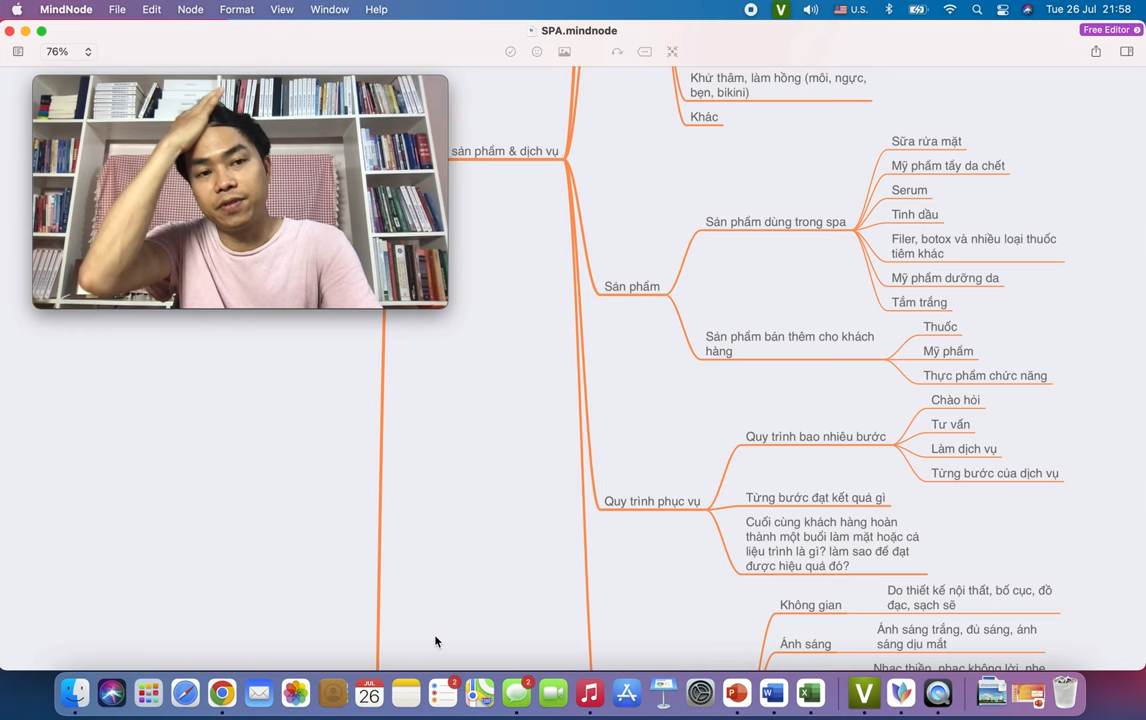 MindNode File Edit Node Format View Window Help
V
U.S.
Tue 26 Jul 21:58
SPA.mindnode
Free Editor
76%
Khử thâm, làm hồng (môi, ngực,
bẹn, bikini)
Khác
sản phẩm & dịch vụ
Sữa rửa mặt
Mỹ phẩm tẩy da chết
Sản phẩm dùng trong spa
Serum
Tinh dầu
Filer, botox và nhiều loại thuốc
tiêm khác
Mỹ phẩm dưỡng da
Tắm trắng
Sản phẩm
Sản phẩm bán thêm cho khách
hàng
Thuốc
Mỹ phẩm
Thực phẩm chức năng
Quy trình bao nhiêu bước
Chào hỏi
Tư vấn
Làm dịch vụ
Từng bước của dịch vụ
Quy trình phục vụ
Từng bước đạt kết quả gì
Cuối cùng khách hàng hoàn
thành một buổi làm mặt hoặc cả
liệu trình là gì? làm sao để đạt
được hiệu quả đó?
Không gian
Do thiết kế nội thất, bố cục, đồ
đạc, sạch sẽ
Ánh sáng
Ánh sáng trắng, đủ sáng, ánh
sáng dịu mắt
Nhạc thiền, nhạc không lời, nhẹ
JUL
26
2
2
V